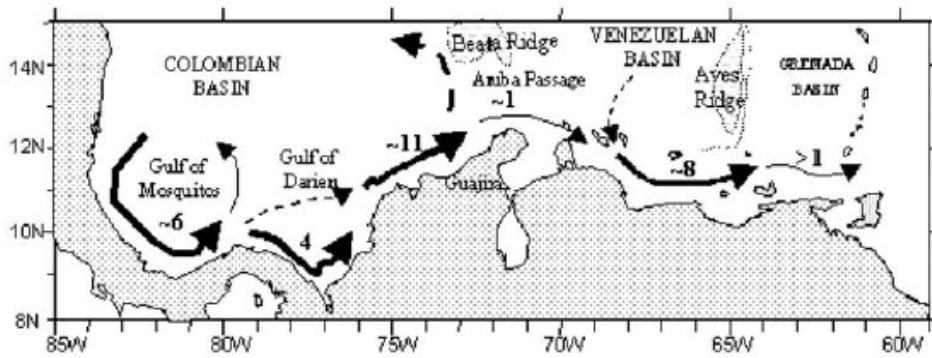 14N
12N
10N
8N
85W
80W
75W
70W
65W
60W
COLOMBIAN
BASIN
Beata Ridge
VENEZUELAN
BASIN
Aruba Passage
~1
Aves
Ridge
GRENADA
BASIN
~11
Gulf of
Mosquitos
~6
Gulf of
Darien
4
Guajira
~8
>1